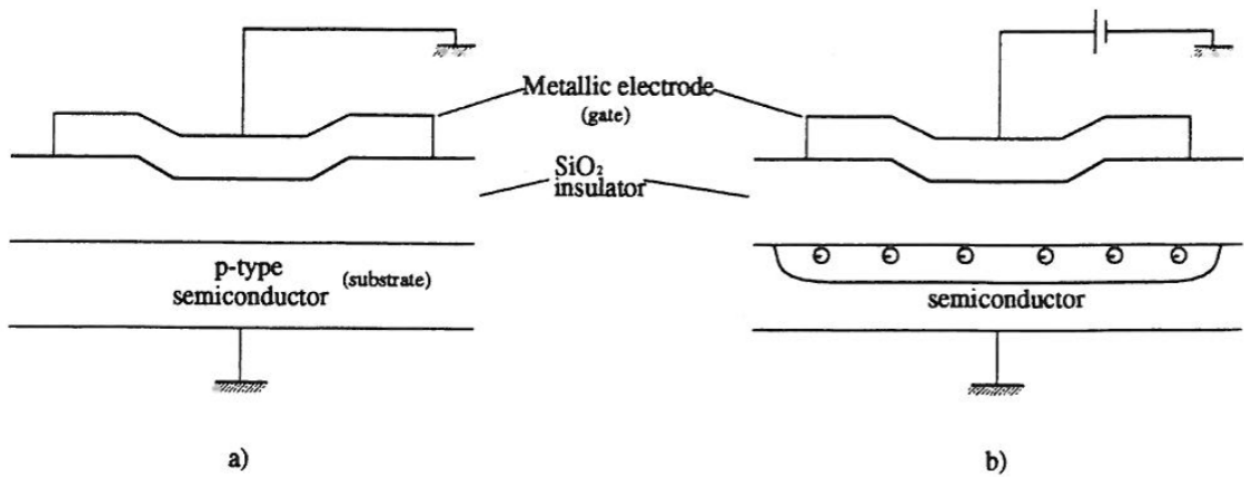 Metallic electrode
(gate)
SiO₂
insulator
p-type
semiconductor
(substrate)
semiconductor
a)
b)